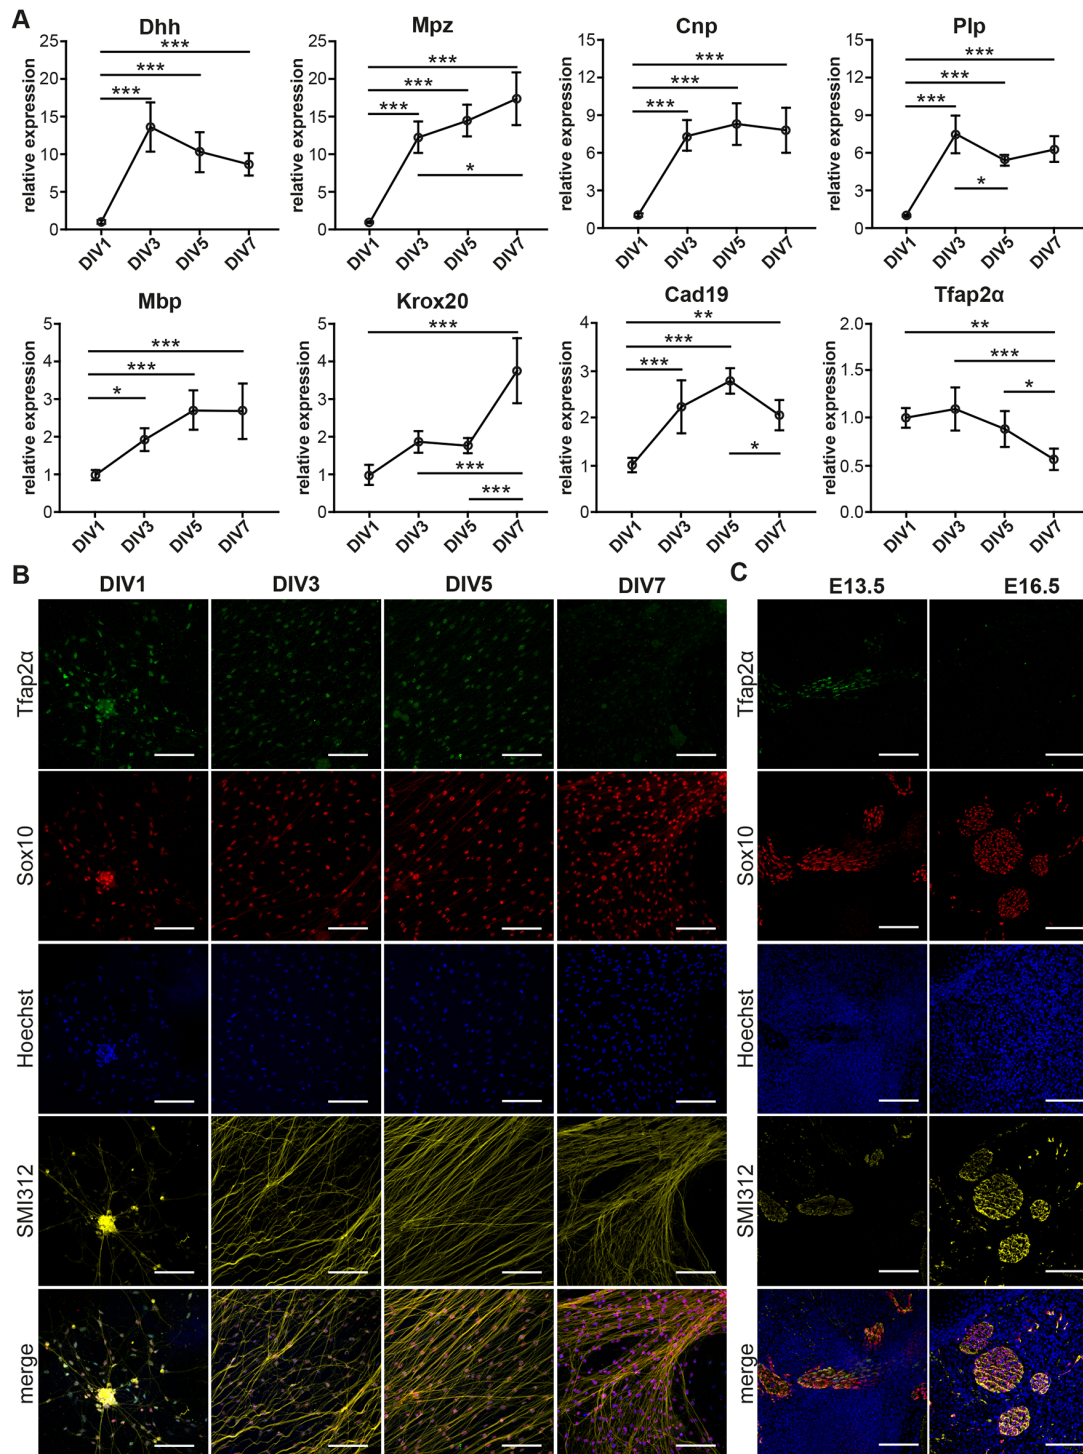 A
Dhh
Mpz
Cnp
Plp
relative expression
25
20
15
10
5
0
***
***
***
DIV1
DIV3
DIV5
DIV7
relative expression
25
20
15
10
5
0
***
***
***
*
DIV1
DIV3
DIV5
DIV7
relative expression
15
12
9
6
3
0
***
***
***
DIV1
DIV3
DIV5
DIV7
relative expression
15
12
9
6
3
0
***
***
***
*
DIV1
DIV3
DIV5
DIV7
Mbp
Krox20
Cad19
Tfap2α
relative expression
5
4
3
2
1
0
***
***
*
DIV1
DIV3
DIV5
DIV7
relative expression
5
4
3
2
1
0
***
***
***
DIV1
DIV3
DIV5
DIV7
relative expression
4
3
2
1
0
**
***
***
*
DIV1
DIV3
DIV5
DIV7
relative expression
2.0
1.5
1.0
0.5
0.0
**
***
*
DIV1
DIV3
DIV5
DIV7
B
DIV1
DIV3
DIV5
DIV7
C
E13.5
E16.5
Tfap2α
Tfap2α
Sox10
Sox10
Hoechst
Hoechst
SMI312
SMI312
merge
merge